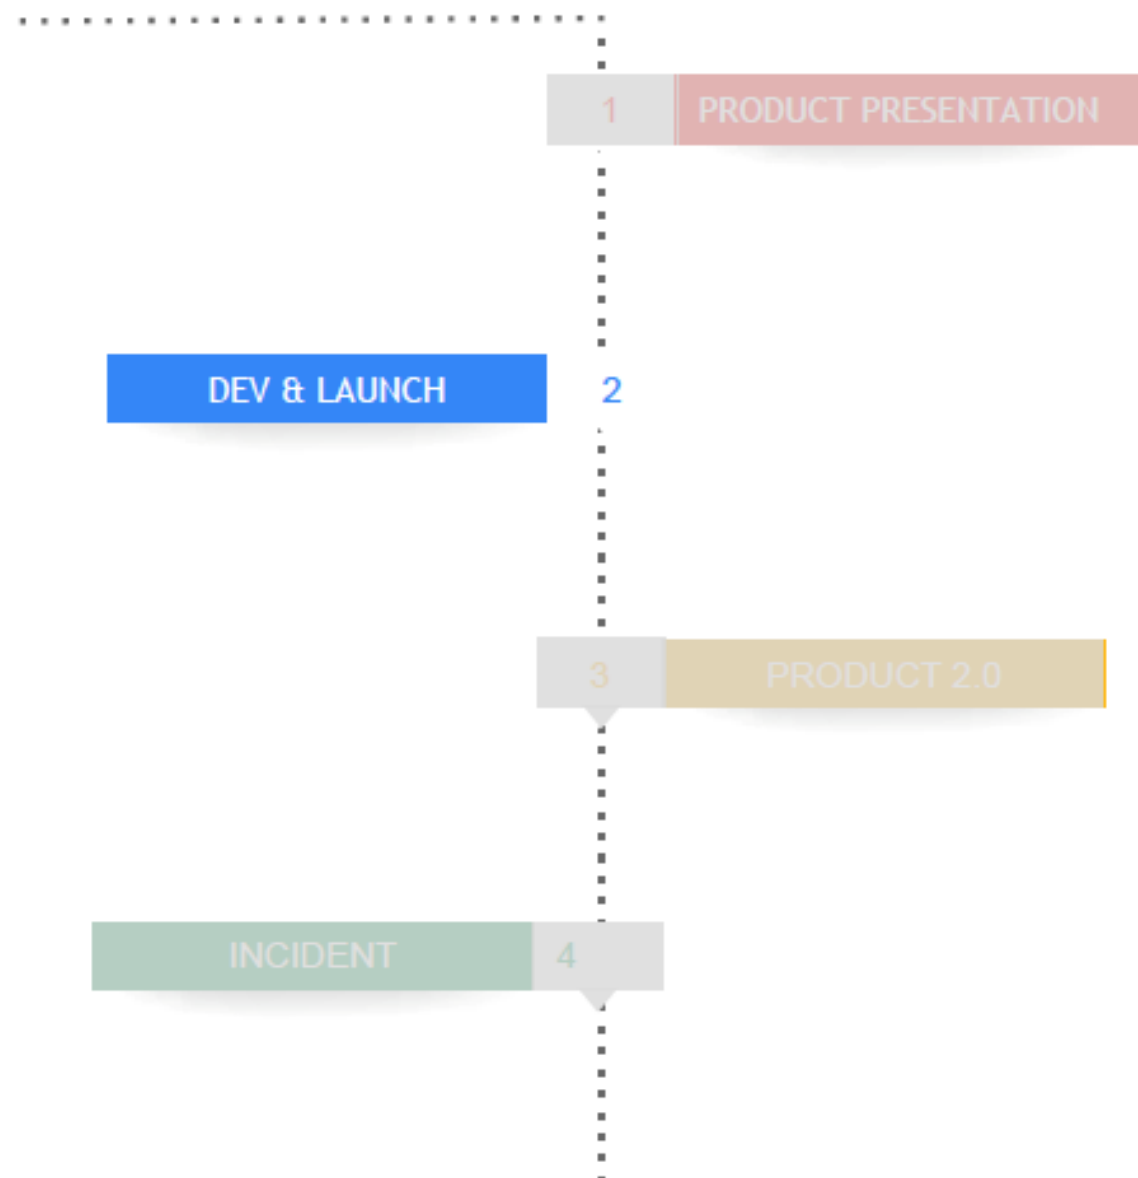 1 PRODUCT PRESENTATION
DEV & LAUNCH 2
3 PRODUCT 2.0
INCIDENT 4